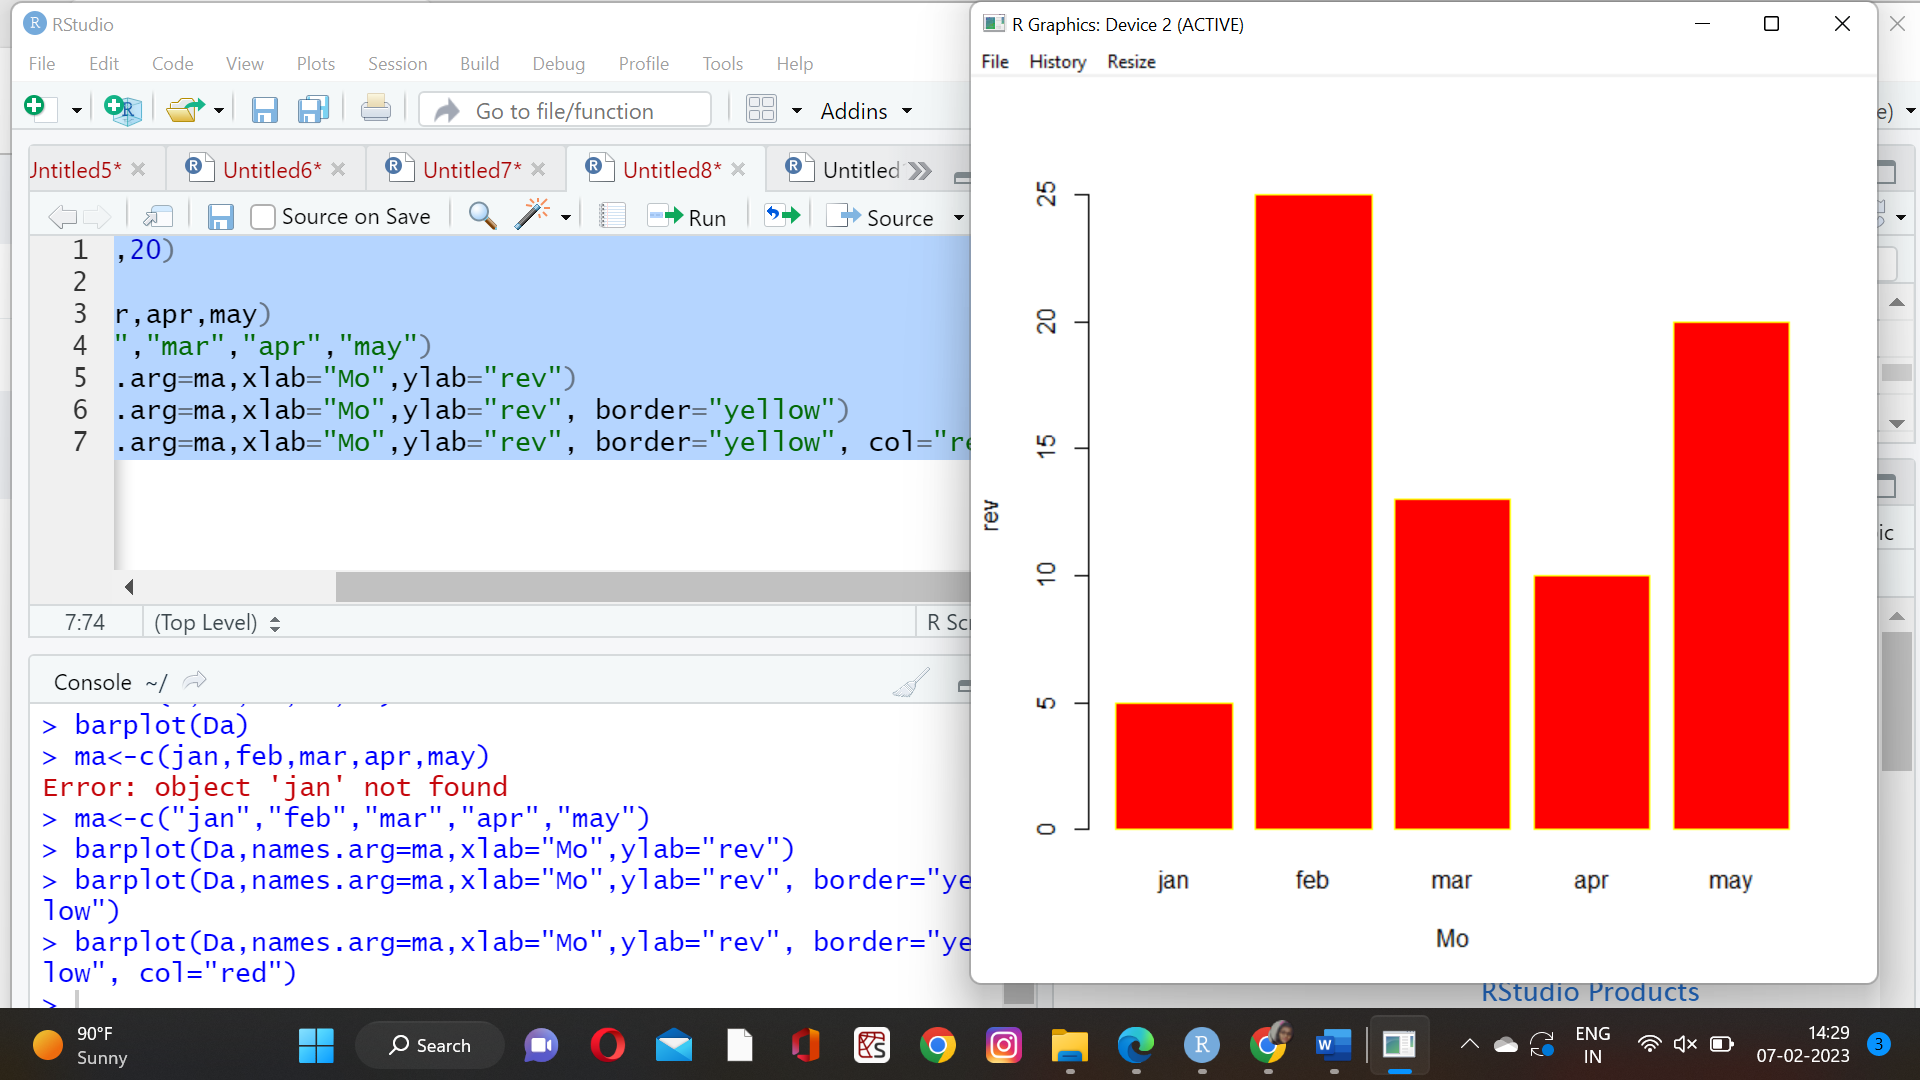 RStudio
File Edit Code View Plots Session Build Debug Profile Tools Help
Go to file/function Addins
Untitled5* Untitled6* Untitled7* Untitled8* Untitled
Source on Save Run Source
1 ,20)
2
3 r,apr,may)
4 ","mar","apr","may")
5 .arg=ma,xlab="Mo",ylab="rev")
6 .arg=ma,xlab="Mo",ylab="rev", border="yellow")
7 .arg=ma,xlab="Mo",ylab="rev", border="yellow", col="re
7:74 (Top Level) R Scr
Console ~/
> barplot(Da)
> ma<-c(jan,feb,mar,apr,may)
Error: object 'jan' not found
> ma<-c("jan","feb","mar","apr","may")
> barplot(Da,names.arg=ma,xlab="Mo",ylab="rev")
> barplot(Da,names.arg=ma,xlab="Mo",ylab="rev", border="ye
low")
> barplot(Da,names.arg=ma,xlab="Mo",ylab="rev", border="ye
low", col="red")
>
R Graphics: Device 2 (ACTIVE)
File History Resize
25
20
15
10
5
0
rev
jan feb mar apr may
Mo
e)
ic
RStudio Products
90°F
Sunny
Search
ENG
IN
14:29
07-02-2023
3